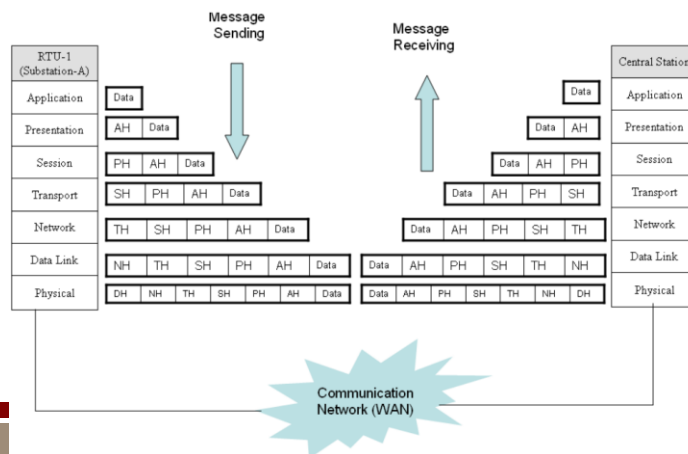 Message
Sending
Message
Receiving
RTU-1
(Substation-A)
Central Station
Application
Data
Data
Application
Presentation
AH Data
Data AH
Presentation
Session
PH AH Data
Data AH PH
Session
Transport
SH PH AH Data
Data AH PH SH
Transport
Network
TH SH PH AH Data
Data AH PH SH TH
Network
Data Link
NH TH SH PH AH Data
Data AH PH SH TH NH
Data Link
Physical
DH NH TH SH PH AH Data
Data AH PH SH TH NH DH
Physical
Communication
Network (WAN)